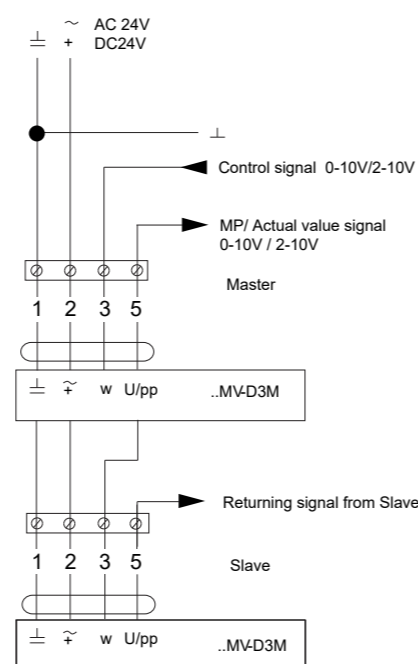 ~ AC 24V
⊥ + DC24V
⊥
Control signal 0-10V/2-10V
MP/ Actual value signal
0-10V / 2-10V
Master
1 2 3 5
⊥ ~ + w U/pp ..MV-D3M
Returning signal from Slave
1 2 3 5
Slave
⊥ ~ + w U/pp ..MV-D3M